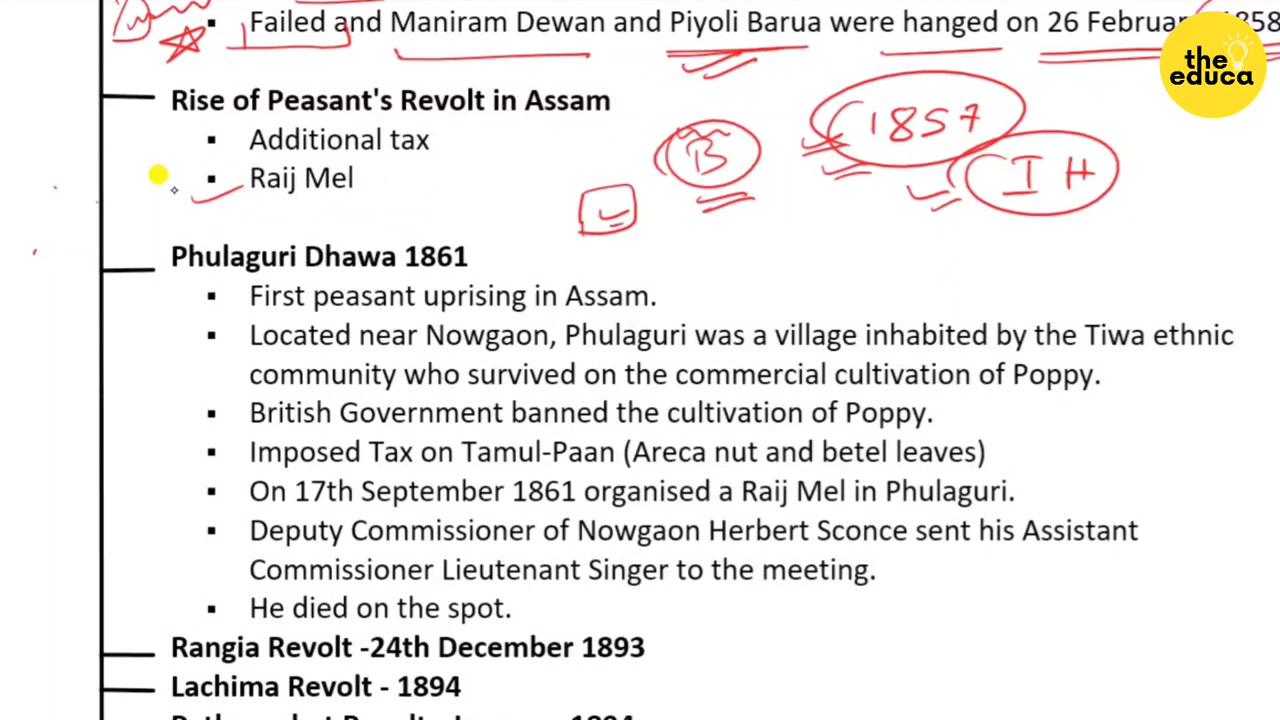 Failed and Maniram Dewan and Piyoli Barua were hanged on 26 February 1858
the
educa
Rise of Peasant's Revolt in Assam
Additional tax
Raij Mel
B
1857
IH
Phulaguri Dhawa 1861
First peasant uprising in Assam.
Located near Nowgaon, Phulaguri was a village inhabited by the Tiwa ethnic
community who survived on the commercial cultivation of Poppy.
British Government banned the cultivation of Poppy.
Imposed Tax on Tamul-Paan (Areca nut and betel leaves)
On 17th September 1861 organised a Raij Mel in Phulaguri.
Deputy Commissioner of Nowgaon Herbert Sconce sent his Assistant
Commissioner Lieutenant Singer to the meeting.
He died on the spot.
Rangia Revolt -24th December 1893
Lachima Revolt - 1894